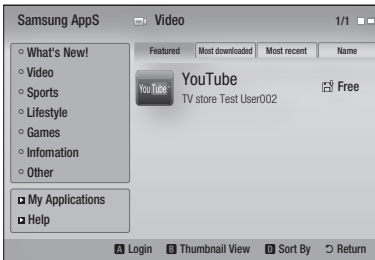 Samsung AppS
Video
1/1
What's New!
Video
Sports
Lifestyle
Games
Infomation
Other
My Applications
Help
Featured Most downloaded Most recent Name
You Tube
YouTube
TV store Test User002
Free
A Login B Thumbnail View D Sort By Return